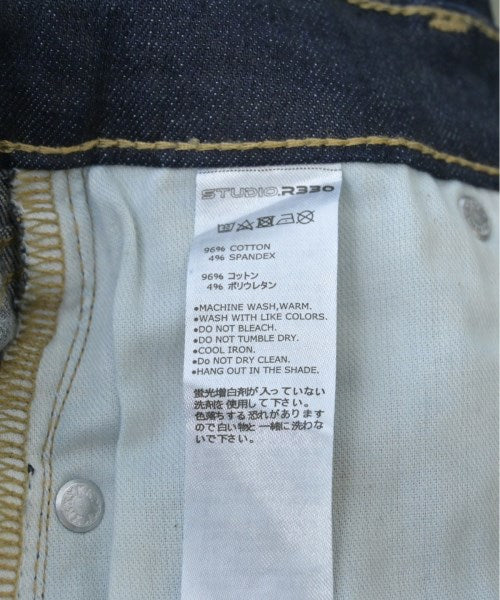 STUDIO.R330
96% COTTON
4% SPANDEX
96% コットン
4% ポリウレタン
●MACHINE WASH,WARM.
●WASH WITH LIKE COLORS.
●DO NOT BLEACH.
●DO NOT TUMBLE DRY.
●COOL IRON.
●Do NOT DRY CLEAN.
●HANG OUT IN THE SHADE.
蛍光増白剤が入っていない
洗剤を使用して下さい。
色落ちする恐れがあります
ので白い物と一緒に洗わな
いで下さい。